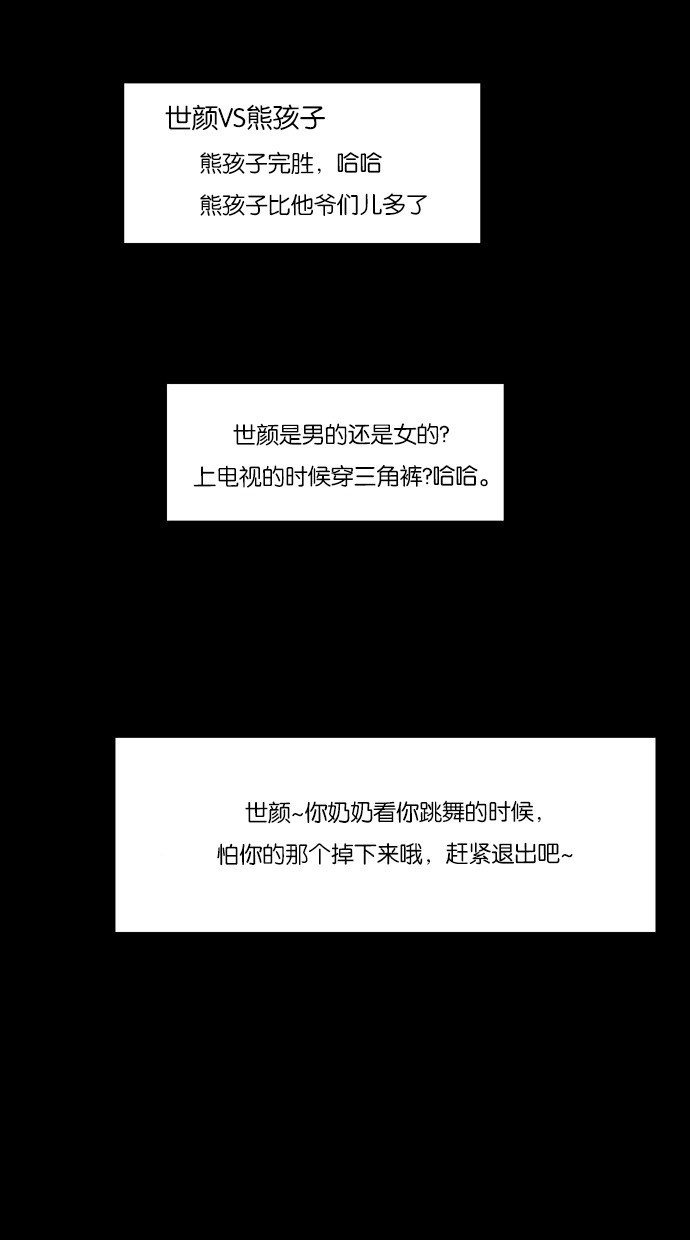 世颜VS熊孩子
熊孩子完胜，哈哈
熊孩子比他爷们儿多了
世颜是男的还是女的?
上电视的时候穿三角裤?哈哈。
世颜~你奶奶看你跳舞的时候，
怕你的那个掉下来哦，赶紧退出吧~